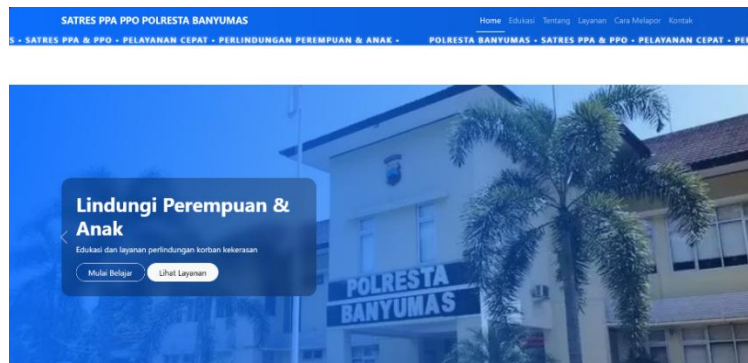 SATRES PPA PPO POLRESTA BANYUMAS
Home Edukasi Tentang Layanan Cara Melapor Kontak
S • SATRES PPA & PPO • PELAYANAN CEPAT • PERLINDUNGAN PEREMPUAN & ANAK • POLRESTA BANYUMAS • SATRES PPA & PPO • PELAYANAN CEPAT • PE
Lindungi Perempuan &
Anak
Edukasi dan layanan perlindungan korban kekerasan
Mulai Belajar Lihat Layanan
POLRESTA
BANYUMAS